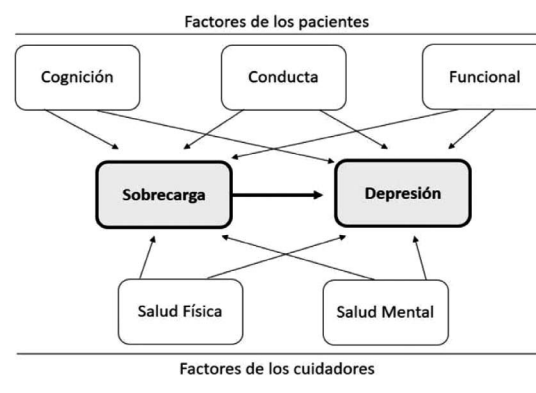 Factores de los pacientes
Cognición
Conducta
Funcional
Sobrecarga
Depresión
Salud Física
Salud Mental
Factores de los cuidadores